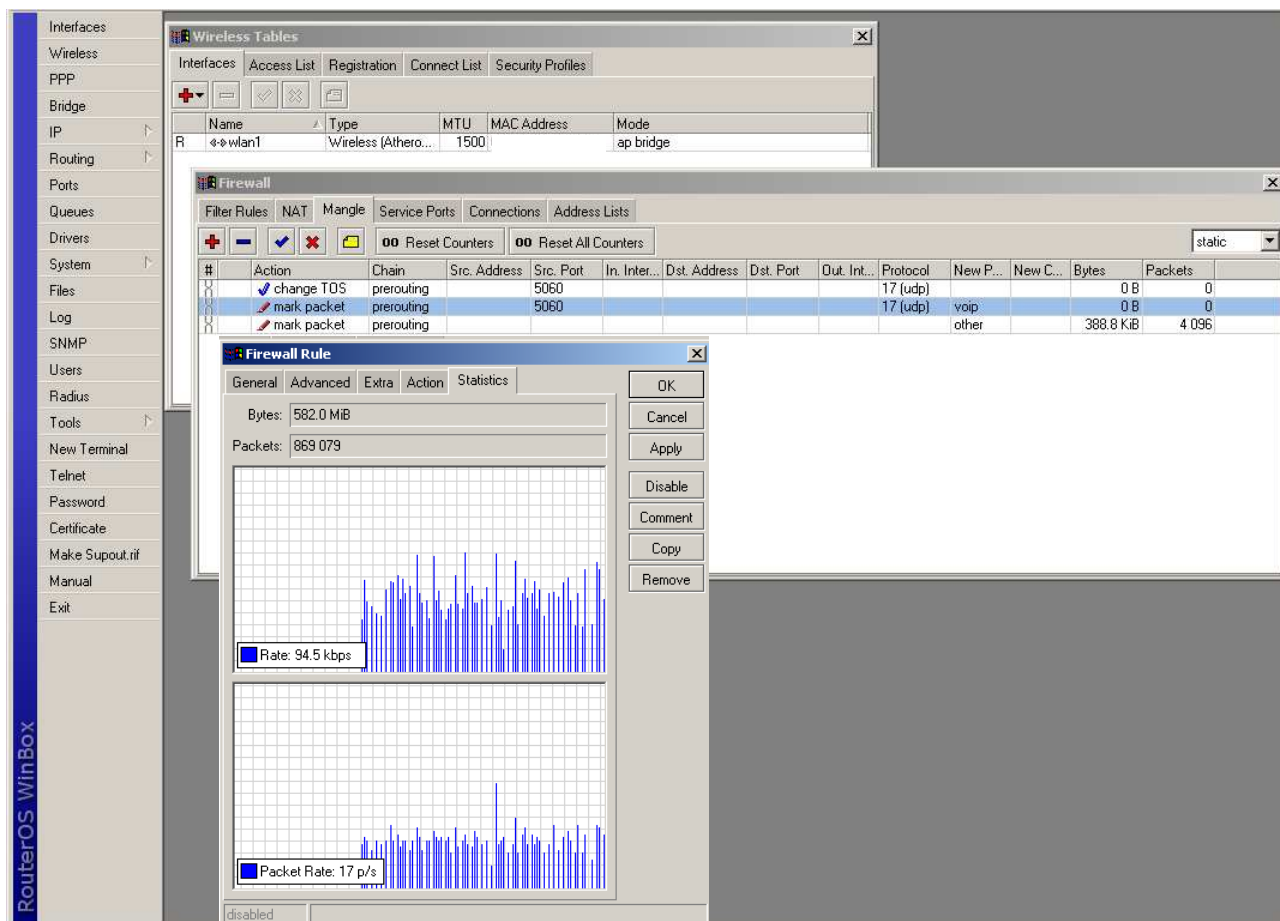 RouterOS WinBox
Interfaces
Wireless
PPP
Bridge
IP
Routing
Ports
Queues
Drivers
System
Files
Log
SNMP
Users
Radius
Tools
New Terminal
Telnet
Password
Certificate
Make Supout.rif
Manual
Exit
Wireless Tables
Interfaces Access List Registration Connect List Security Profiles
Name Type MTU MAC Address Mode
R wlan1 Wireless (Athero... 1500 ap bridge
Firewall
Filter Rules NAT Mangle Service Ports Connections Address Lists
00 Reset Counters 00 Reset All Counters static
# Action Chain Src. Address Src. Port In. Inter... Dst. Address Dst. Port Out. Int... Protocol New P... New C... Bytes Packets
change TOS prerouting 5060 17 (udp) 0 B 0
mark packet prerouting 5060 17 (udp) voip 0 B 0
mark packet prerouting other 388.8 KiB 4 096
Firewall Rule
General Advanced Extra Action Statistics
Bytes: 582.0 MiB
Packets: 869 079
Rate: 94.5 kbps
Packet Rate: 17 p/s
disabled
OK
Cancel
Apply
Disable
Comment
Copy
Remove